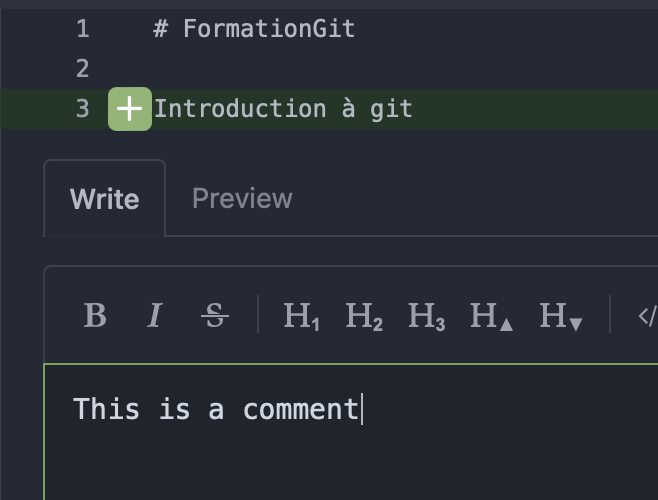 1 # FormationGit
2
3 + Introduction à git
Write Preview
B I S H1 H2 H3 H▲ H▼ </
This is a comment